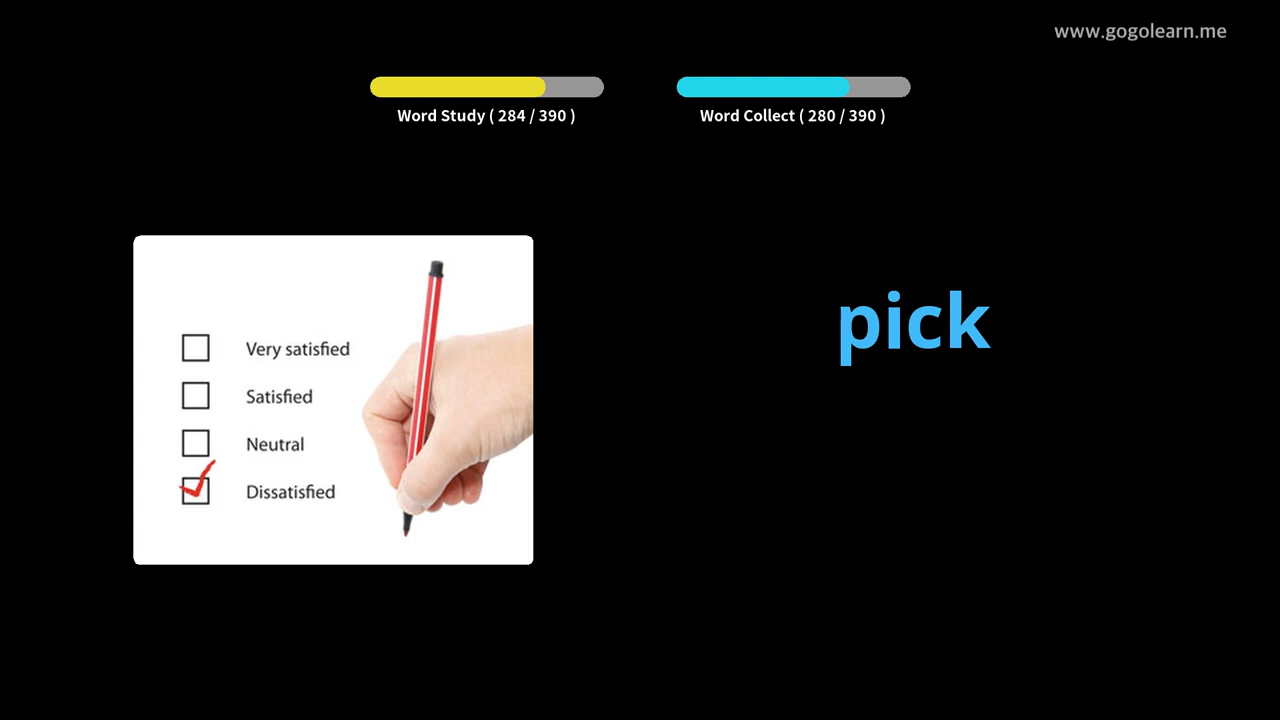 www.gogolearn.me
Word Study ( 284 / 390 )
Word Collect ( 280 / 390 )
pick
Very satisfied
Satisfied
Neutral
Dissatisfied